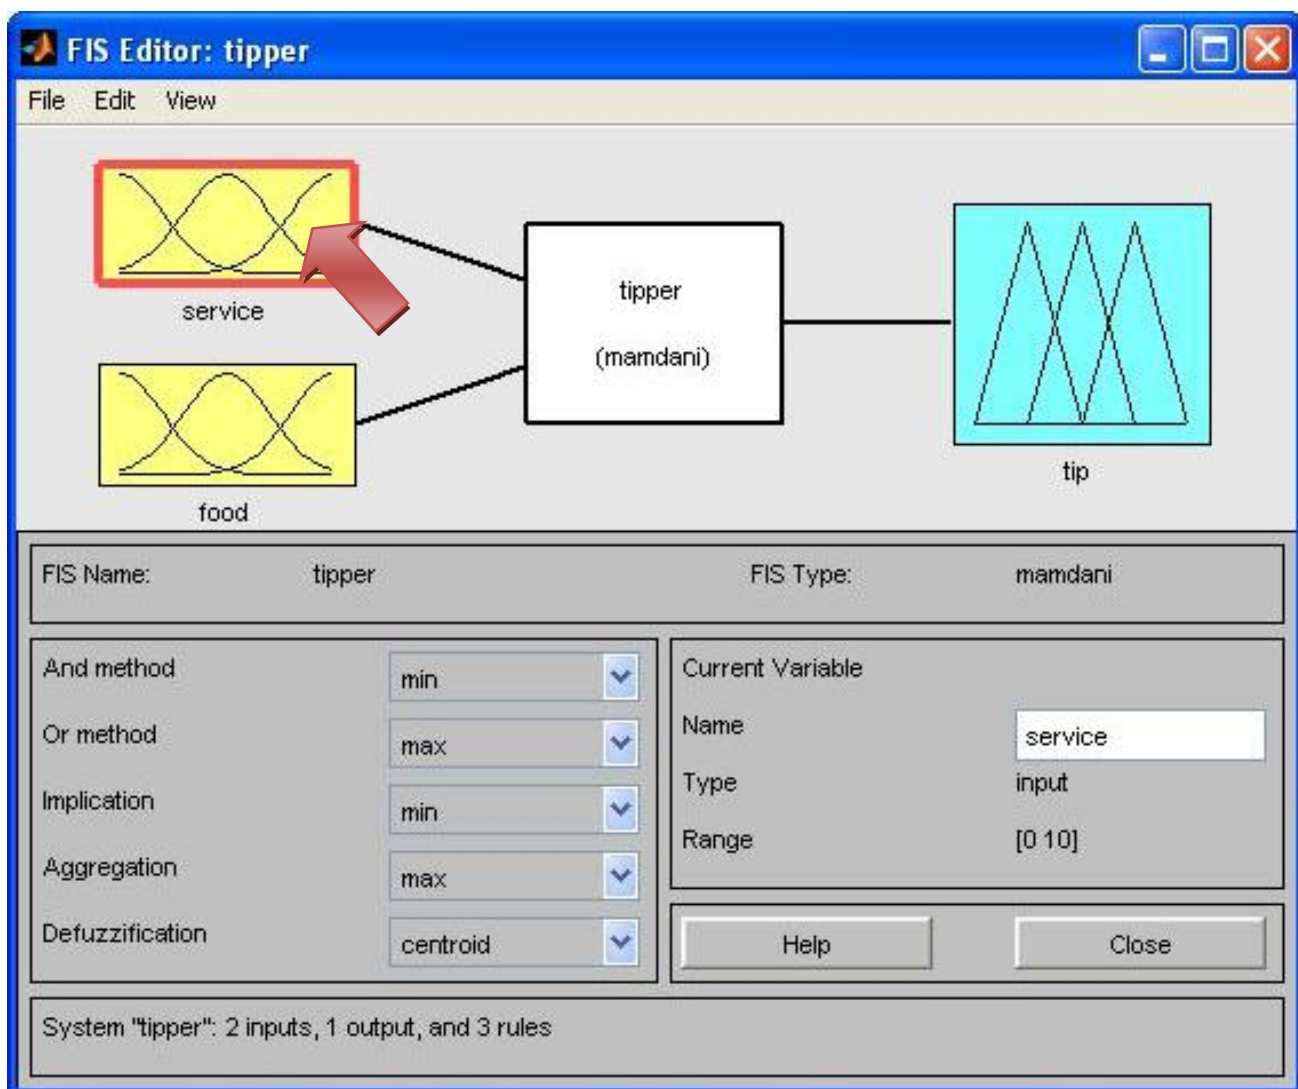 FIS Editor: tipper
File Edit View
service
food
tipper
(mamdani)
tip
FIS Name: tipper FIS Type: mamdani
And method min
Or method max
Implication min
Aggregation max
Defuzzification centroid
Current Variable
Name service
Type input
Range [0 10]
Help Close
System "tipper": 2 inputs, 1 output, and 3 rules